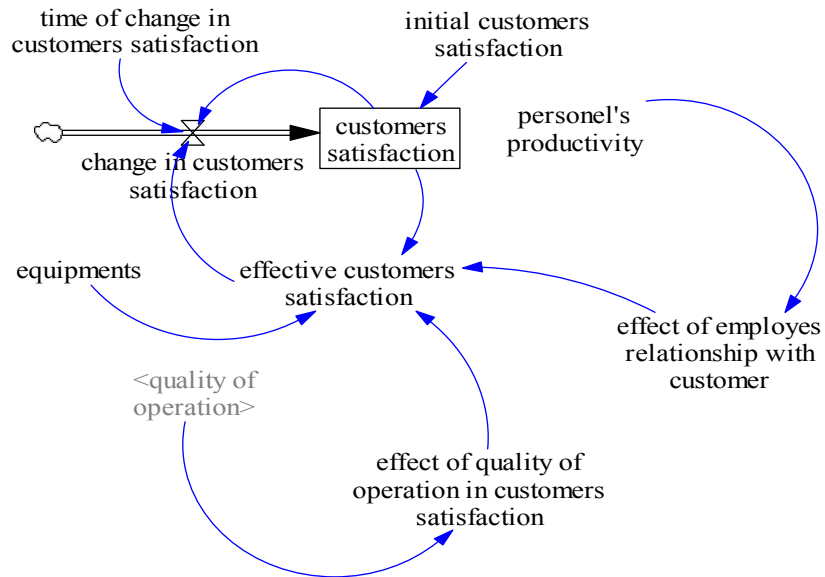 time of change in
customers satisfaction
initial customers
satisfaction
customers
satisfaction
personel's
productivity
change in customers
satisfaction
equipments
effective customers
satisfaction
effect of employes
relationship with
customer
<quality of
operation>
effect of quality of
operation in customers
satisfaction